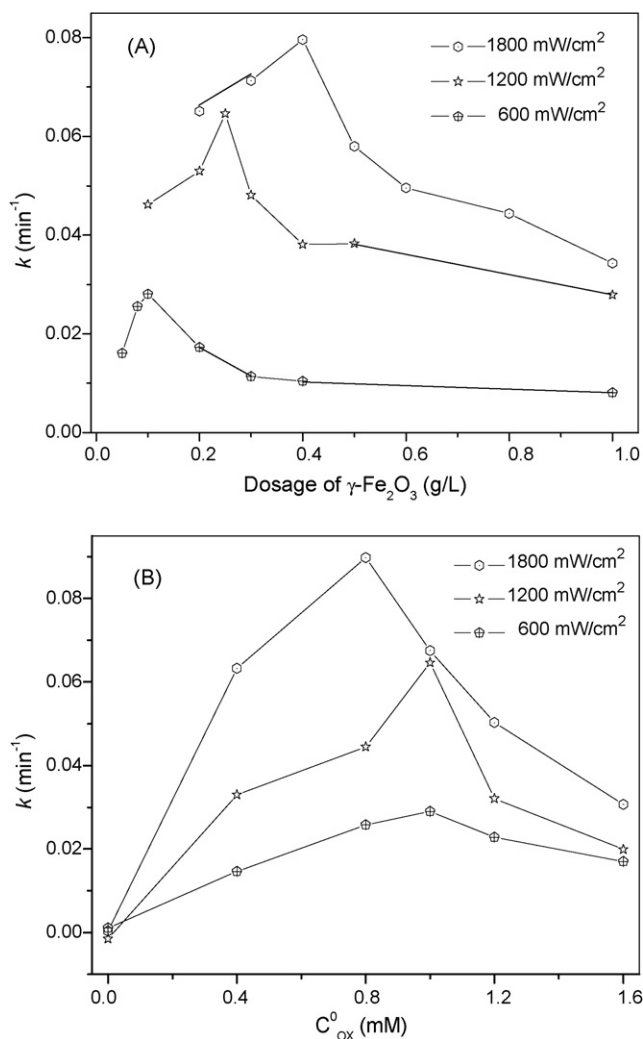 (A)
1800 mW/cm²
1200 mW/cm²
600 mW/cm²
0.08
0.06
0.04
0.02
0.00
k (min⁻¹)
0.0 0.2 0.4 0.6 0.8 1.0
Dosage of γ-Fe₂O₃ (g/L)
(B)
1800 mW/cm²
1200 mW/cm²
600 mW/cm²
0.08
0.06
0.04
0.02
0.00
k (min⁻¹)
0.0 0.4 0.8 1.2 1.6
C⁰ₒₓ (mM)